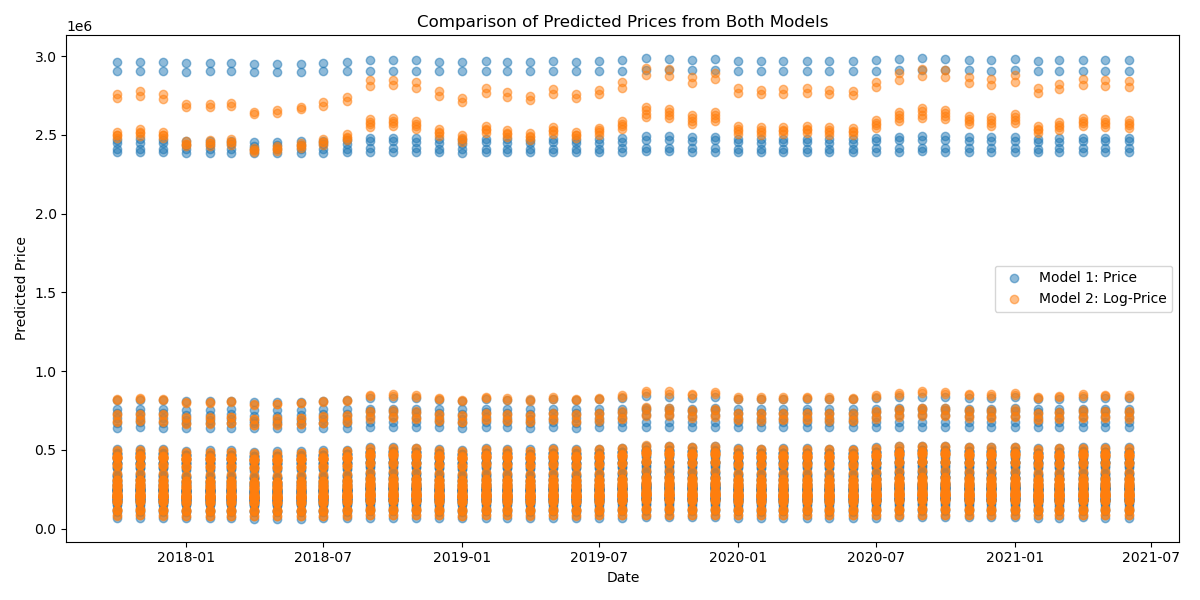 Comparison of Predicted Prices from Both Models
1e6
3.0
2.5
2.0
1.5
1.0
0.5
0.0
Predicted Price
Model 1: Price
Model 2: Log-Price
2018-01 2018-07 2019-01 2019-07 2020-01 2020-07 2021-01 2021-07
Date